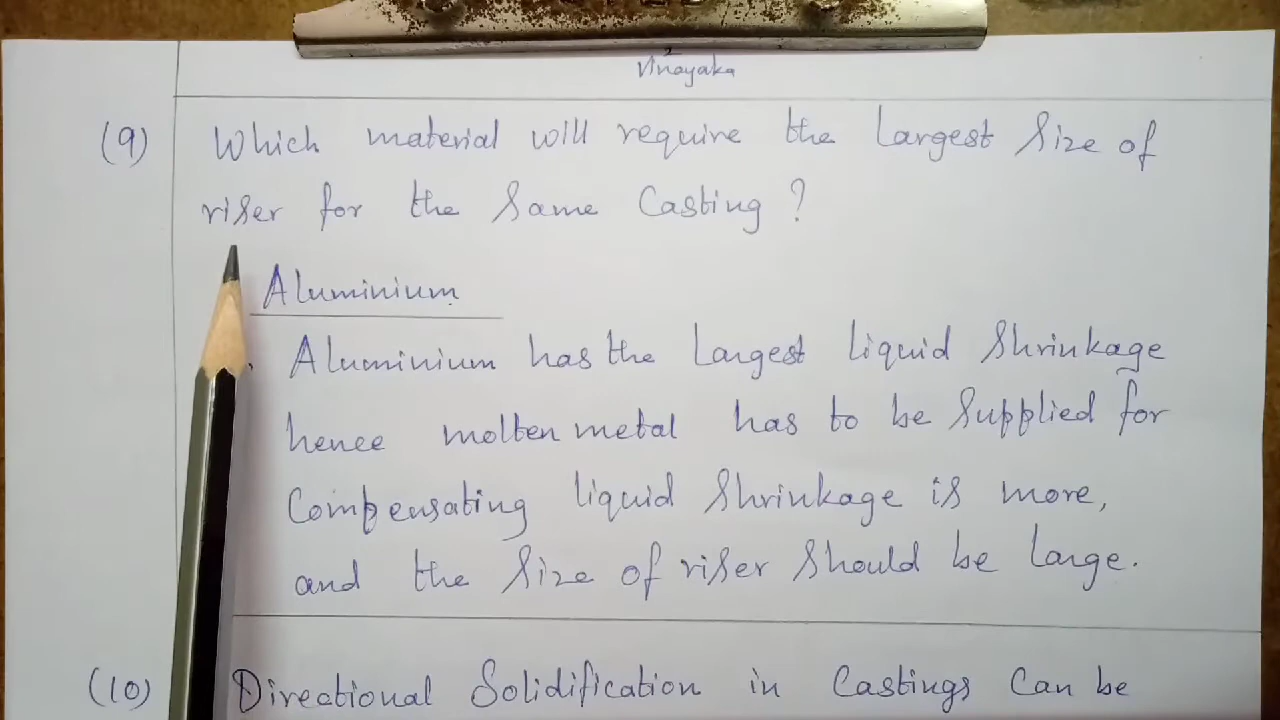 2
Vinayaka
(9) Which material will require the largest size of
riser for the same casting ?
Aluminium
Aluminium has the largest liquid shrinkage
hence molten metal has to be supplied for
compensating liquid shrinkage is more,
and the size of riser should be large.
(10) Directional solidification in castings can be